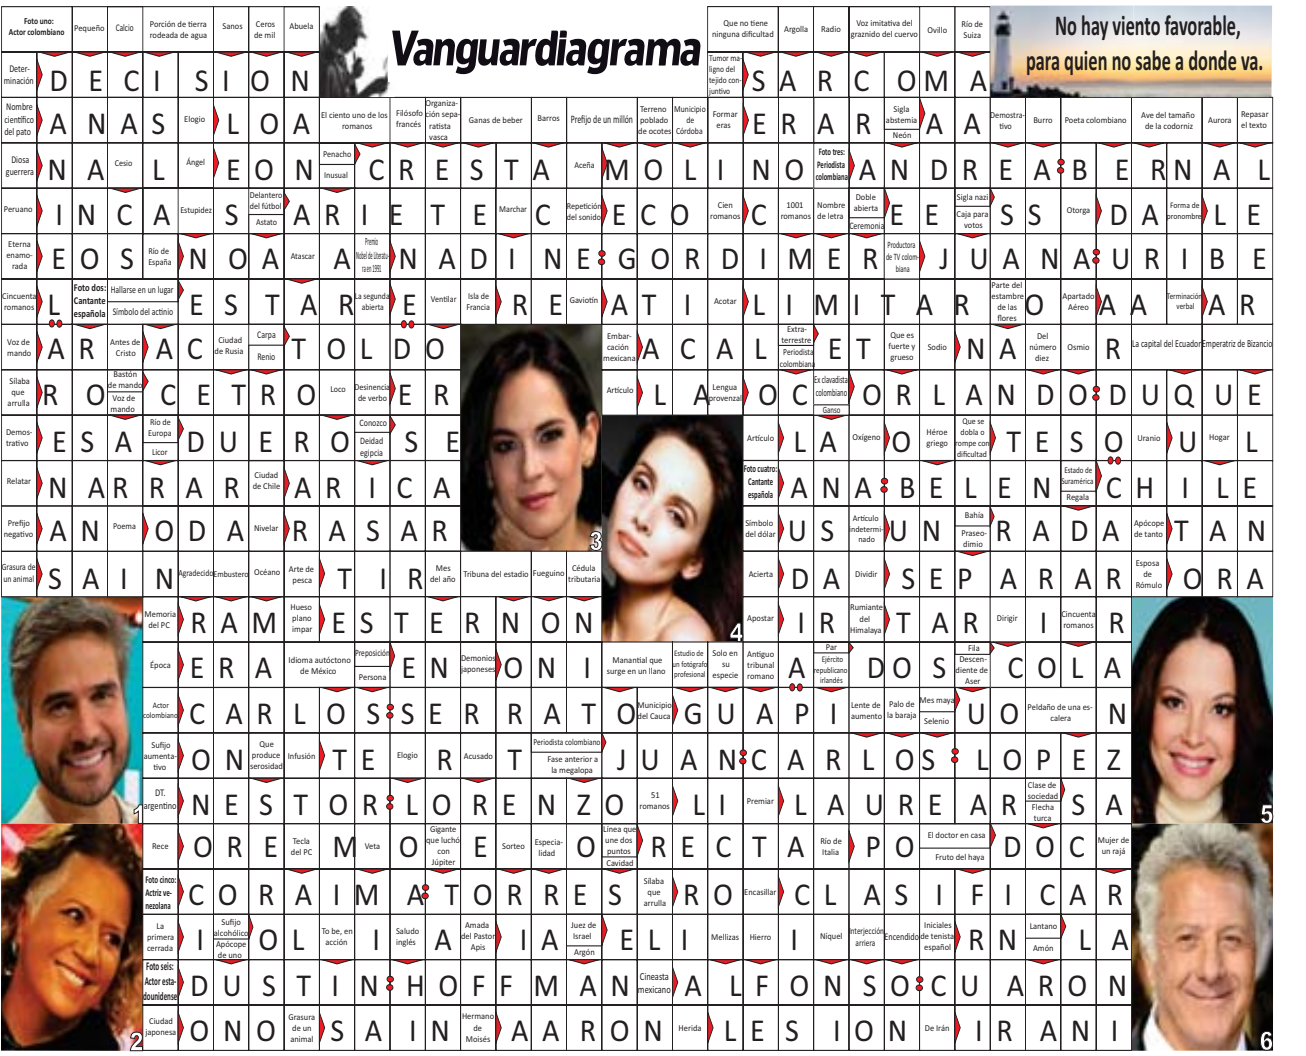 Foto uno: Actor colombiano Pequeño Calcio Porción de tierra rodeada de agua Sanos Ceros de mil Abuela
Vanguardiagrama
Que no tiene ninguna dificultad Argolla Radio Voz imitativa del graznido del cuervo Ovillo Río de Suiza
No hay viento favorable,
para quien no sabe a donde va.
Determinación D E C I S I O N Tumor maligno del tejido conjuntivo S A R C O M A
Nombre científico del pato A N A S Elogio L O A El ciento uno de los romanos Filósofo francés Organización separatista vasca Ganas de beber Barros Prefijo de un millón Terreno poblado de ocotes Municipio de Córdoba Formar eras E R A R Sigla abstemia Neón A A Demostrativo Burro Poeta colombiano Ave del tamaño de la codorniz Aurora Repasar el texto
Diosa guerrera N A Cesio L Ángel E O N Penacho Inusual C R E S T A Aceña M O L I N O Foto tres: Periodista colombiana A N D R E A : B E R N A L
Peruano I N C A Estupidez S Delantero del fútbol Astato A R I E T E Marchar C Repetición del sonido E C O Cien romanos C 1001 romanos Nombre de letra Doble abierta Ceremonia E E Sigla nazi Caja para votos S S Otorga D A Forma de pronombre L E
Eterna enamorada E O S Río de España N O A Atascar A Premio Nobel de Literatura en 1991 N A D I N E : G O R D I M E R Productora de TV colombiana J U A N A : U R I B E
Cincuenta romanos L Foto dos: Cantante española Hallarse en un lugar Símbolo del actinio E S T A R La segunda abierta E Ventilar Isla de Francia R E Gaviotín A T I Acotar L I M I T A R Parte del estambre de las flores O Apartado Aéreo A A Terminación verbal A R
Voz de mando A R Antes de Cristo A C Ciudad de Rusia Carpa Renio T O L D O Embarcación mexicana A C A L Extraterrestre Periodista colombiana E T Que es fuerte y grueso Sodio N A Del número diez Osmio R La capital del Ecuador Emperatriz de Bizancio
Sílaba que arrulla R O Bastón de mando Voz de mando C E T R O Loco Desinencia de verbo E R Artículo L A Lengua provenzal O C Ex clavadista colombiano Ganso O R L A N D O : D U Q U E
Demostrativo E S A Río de Europa Licor D U E R O Conozco Deidad egipcia S E Artículo L A Oxígeno O Héroe griego Que se dobla o rompe con dificultad T E S O Uranio U Hogar L
Relatar N A R R A R Ciudad de Chile A R I C A Foto cuatro: Cantante española A N A : B E L E N Estado de Suramérica Regala C H I L E
Prefijo negativo A N Poema O D A Nivelar R A S A R 3 Símbolo del dólar U S Artículo indeterminado U N Bahía Praseodimio R A D A Apócope de tanto T A N
Grasura de un animal S A I N Agradecido Embustero Océano Arte de pesca T I R Mes del año Tribuna del estadio Fueguino Cédula tributaria Acierta D A Dividir S E P A R A R Esposa de Rómulo O R A
Memoria del PC R A M Hueso plano impar E S T E R N O N 4 Apostar I R Rumiante del Himalaya T A R Dirigir I Cincuenta romanos R
Época E R A Idioma autóctono de México Preposición Persona E N Demonios japoneses O N I Manantial que surge en un llano Estudio de un fotógrafo profesional Solo en su especie Antiguo tribunal romano A Par Ejército republicano irlandés D O S Fila Descendiente de Aser C O L A
Actor colombiano C A R L O S : S E R R A T O Municipio del Cauca G U A P I Lente de aumento Palo de la baraja Mes maya Selenio U O Peldaño de una escalera N
Sufijo aumentativo O N Que produce serosidad Infusión T E Elogio R Acusado T Periodista colombiano Fase anterior a la megalopa J U A N : C A R L O S : L O P E Z
1 DT. argentino N E S T O R : L O R E N Z O 51 romanos L I Premiar L A U R E A R Clase de sociedad Flecha turca S A 5
Rece O R E Tecla del PC M Veta O Gigante que luchó con Júpiter E Sorteo Especialidad O Línea que une dos puntos Cavidad R E C T A Río de Italia P O El doctor en casa Fruto del haya D O C Mujer de un rajá
Foto cinco: Actriz venezolana C O R A I M A : T O R R E S Sílaba que arrulla R O Encasillar C L A S I F I C A R
La primera cerrada I Sufijo alcohólico Apócope de uno O L To be, en acción I Saludo inglés A Amada del Pastor Apis I A Juez de Israel Argón E L I Mellizas Hierro I Níquel Interjección arriera Encendido Iniciales de tenista español R N Lantano Amón L A
Foto seis: Actor estadounidense D U S T I N : H O F F M A N Cineasta mexicano A L F O N S O : C U A R O N
2 Ciudad japonesa O N O Grasura de un animal S A I N Hermano de Moisés A A R O N Herida L E S I O N De Irán I R A N I 6